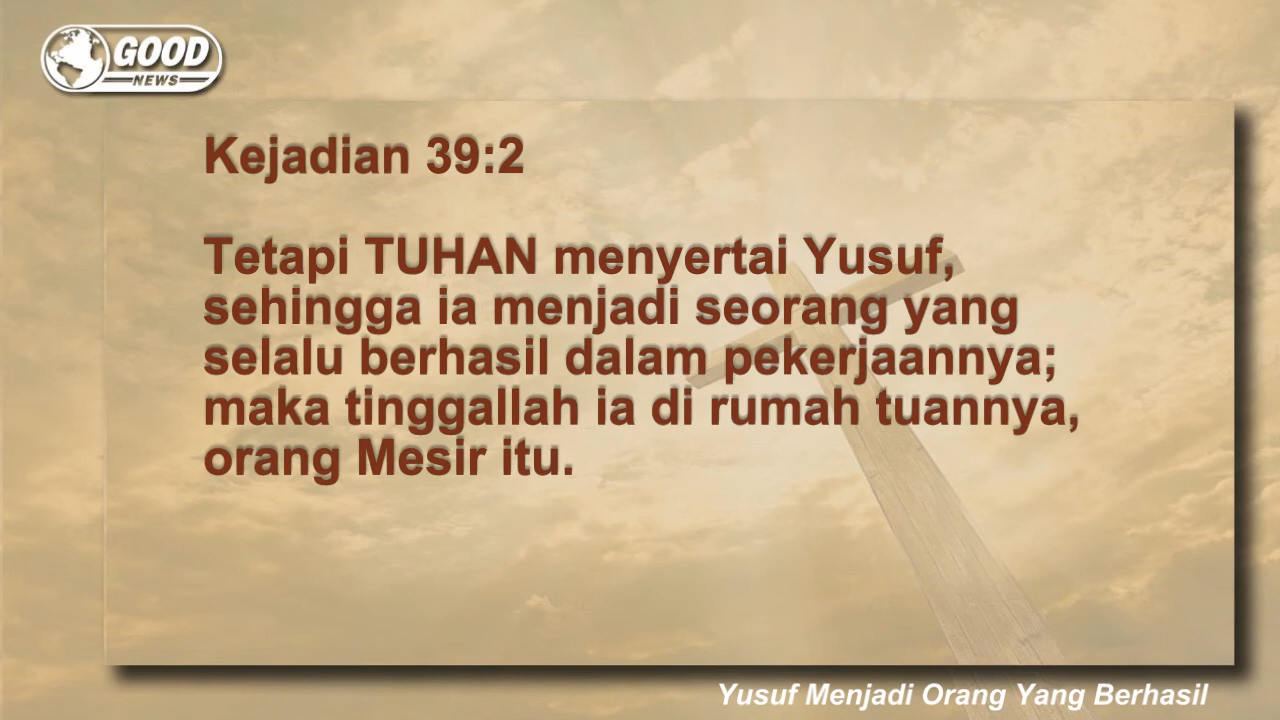 GOOD
NEWS
Kejadian 39:2
Tetapi TUHAN menyertai Yusuf,
sehingga ia menjadi seorang yang
selalu berhasil dalam pekerjaannya;
maka tinggallah ia di rumah tuannya,
orang Mesir itu.
Yusuf Menjadi Orang Yang Berhasil